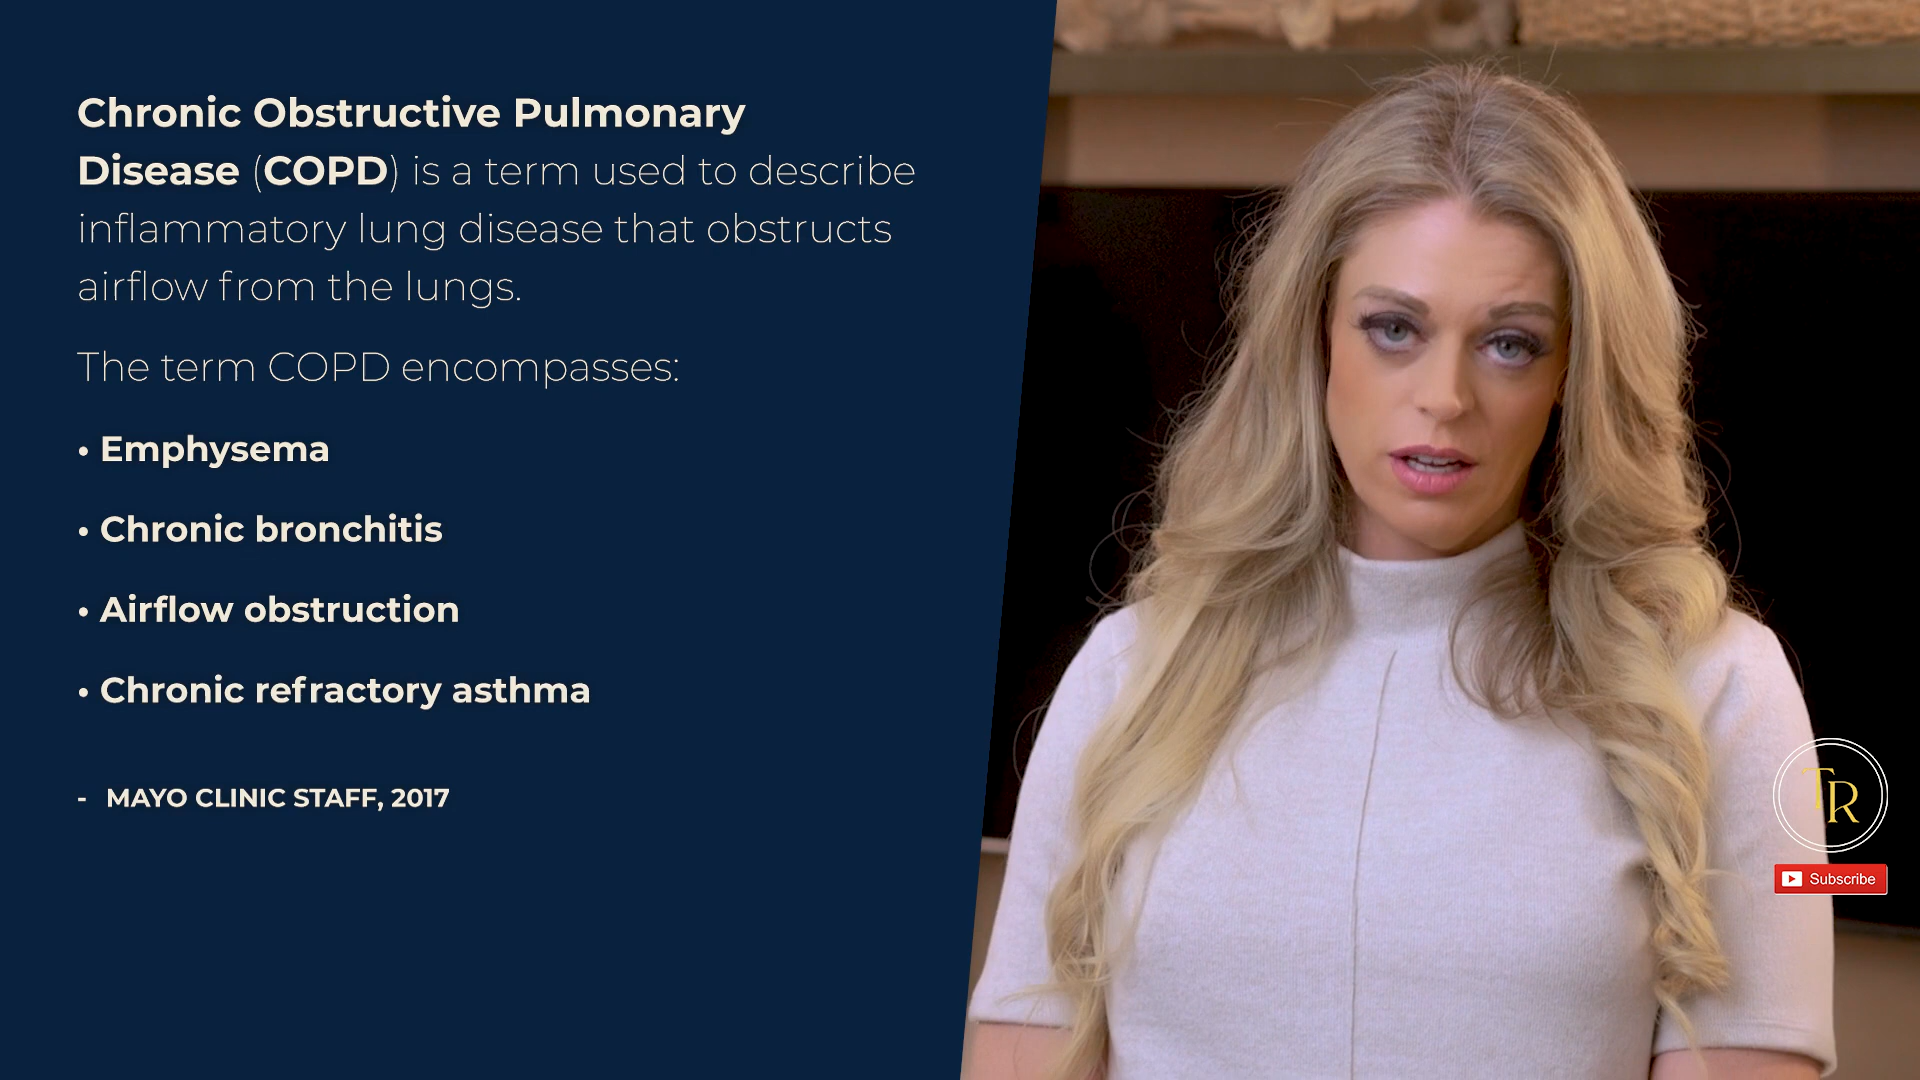 Chronic Obstructive Pulmonary
Disease (COPD) is a term used to describe
inflammatory lung disease that obstructs
airflow from the lungs.
The term COPD encompasses:
• Emphysema
• Chronic bronchitis
• Airflow obstruction
• Chronic refractory asthma
- MAYO CLINIC STAFF, 2017
TR
Subscribe